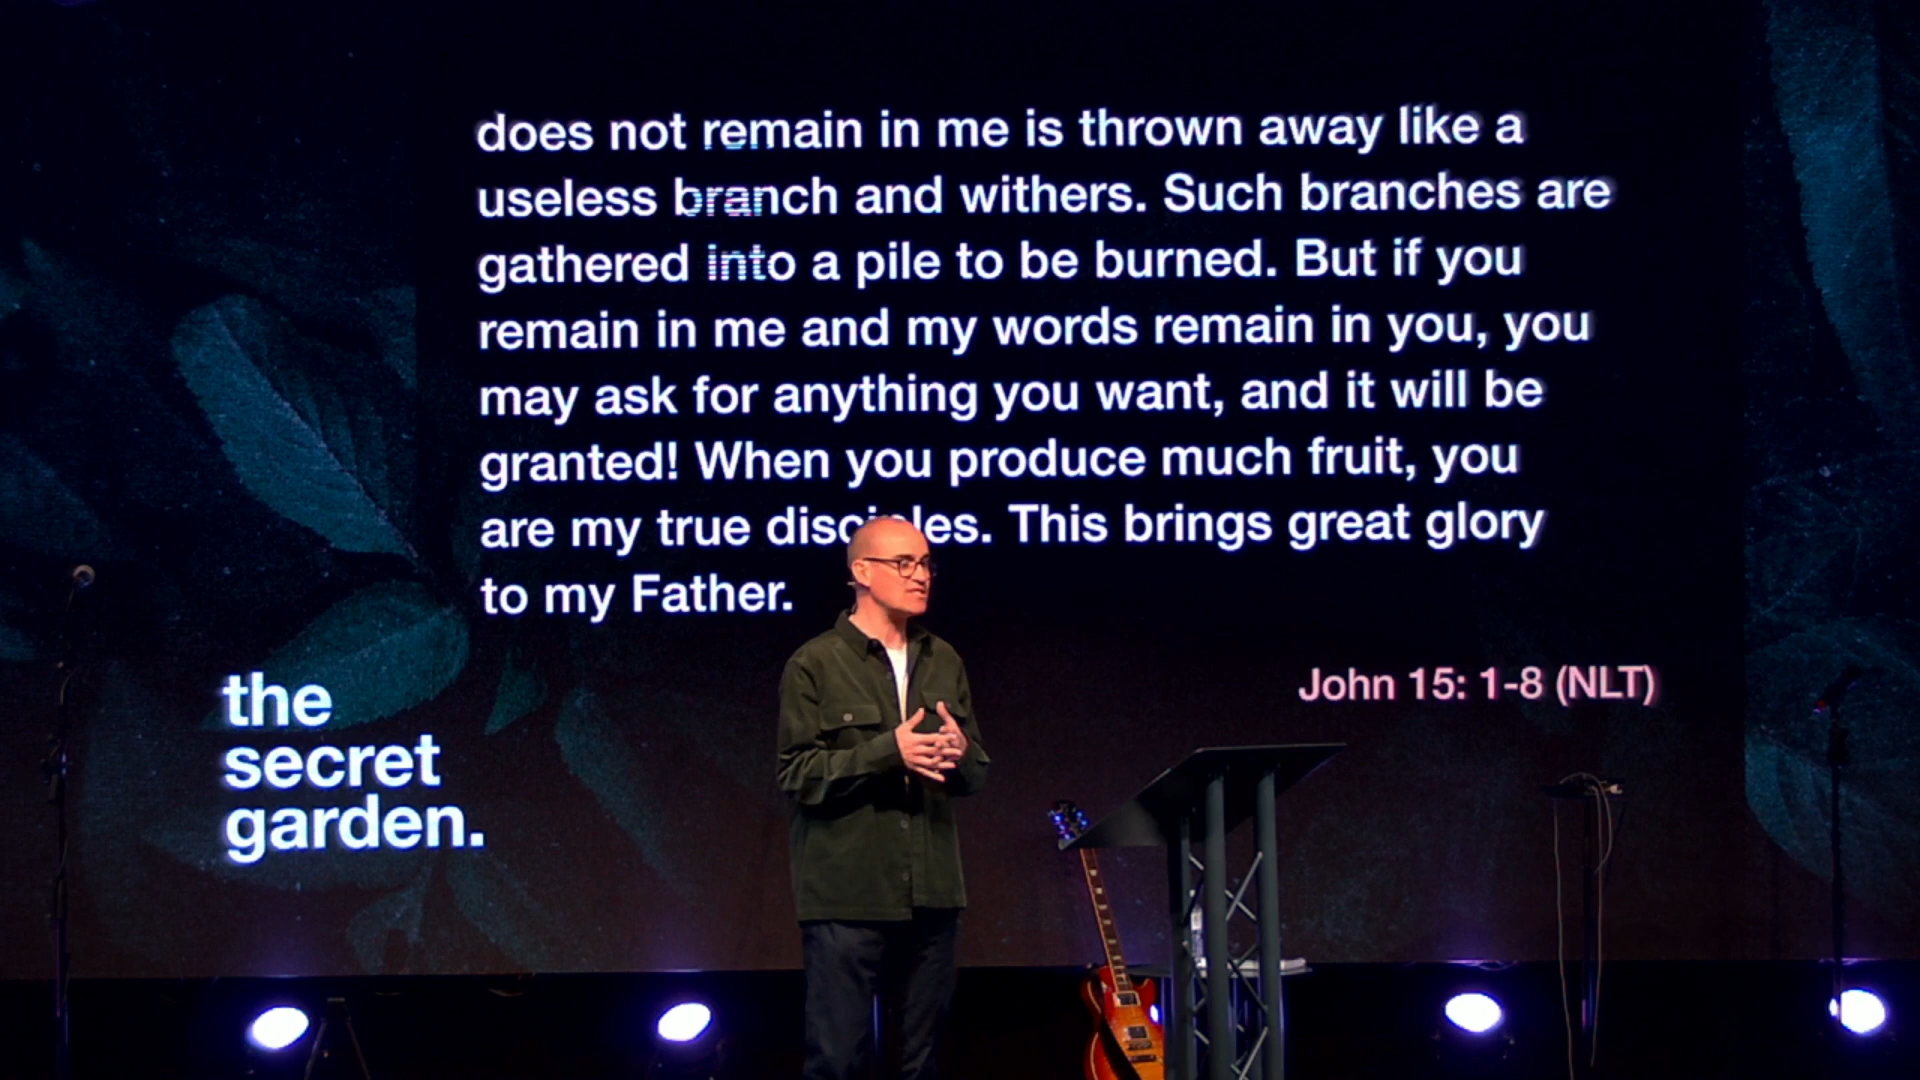 does not remain in me is thrown away like a
useless branch and withers. Such branches are
gathered into a pile to be burned. But if you
remain in me and my words remain in you, you
may ask for anything you want, and it will be
granted! When you produce much fruit, you
are my true disciples. This brings great glory
to my Father.
John 15: 1-8 (NLT)
the
secret
garden.